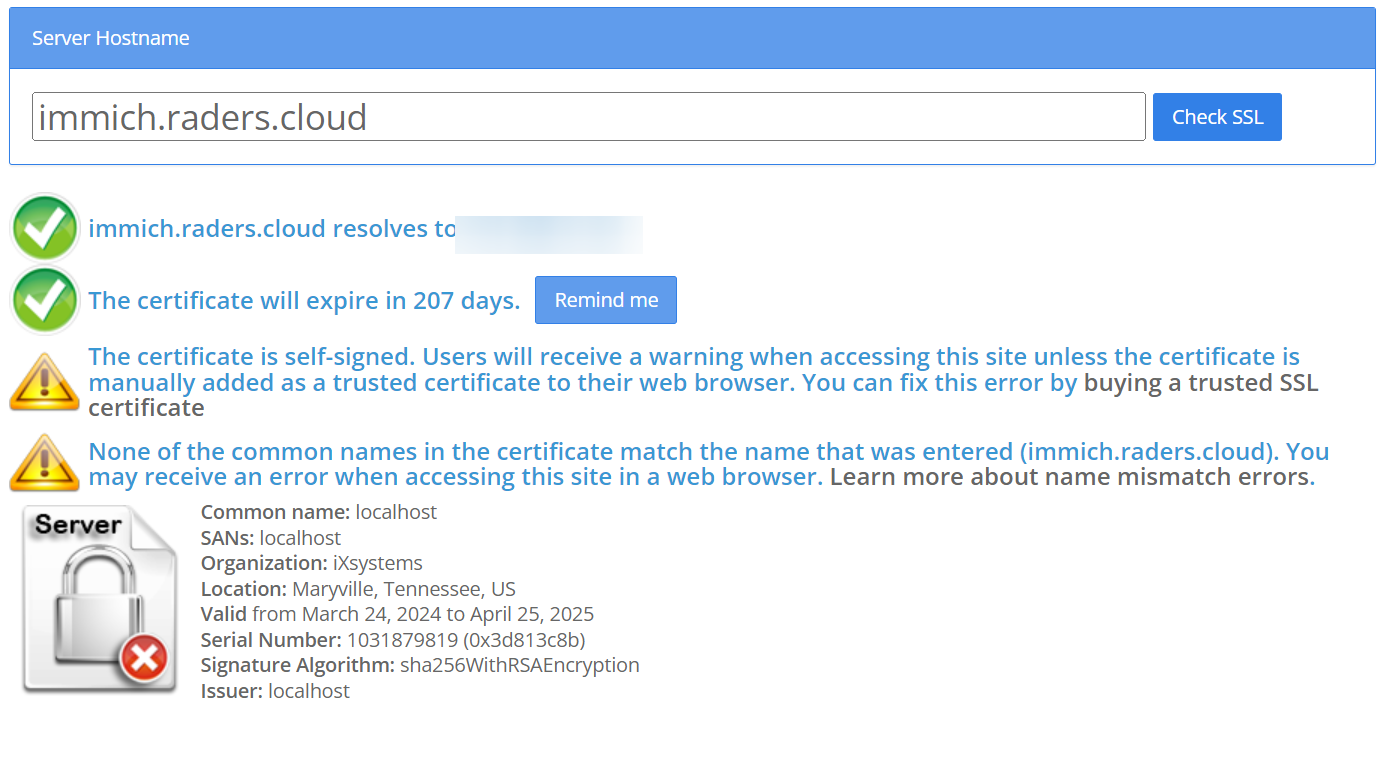 Server Hostname
immich.raders.cloud
Check SSL
immich.raders.cloud resolves to
The certificate will expire in 207 days.
Remind me
The certificate is self-signed. Users will receive a warning when accessing this site unless the certificate is
manually added as a trusted certificate to their web browser. You can fix this error by buying a trusted SSL
certificate
None of the common names in the certificate match the name that was entered (immich.raders.cloud). You
may receive an error when accessing this site in a web browser. Learn more about name mismatch errors.
Server
Common name: localhost
SANs: localhost
Organization: iXsystems
Location: Maryville, Tennessee, US
Valid from March 24, 2024 to April 25, 2025
Serial Number: 1031879819 (0x3d813c8b)
Signature Algorithm: sha256WithRSAEncryption
Issuer: localhost